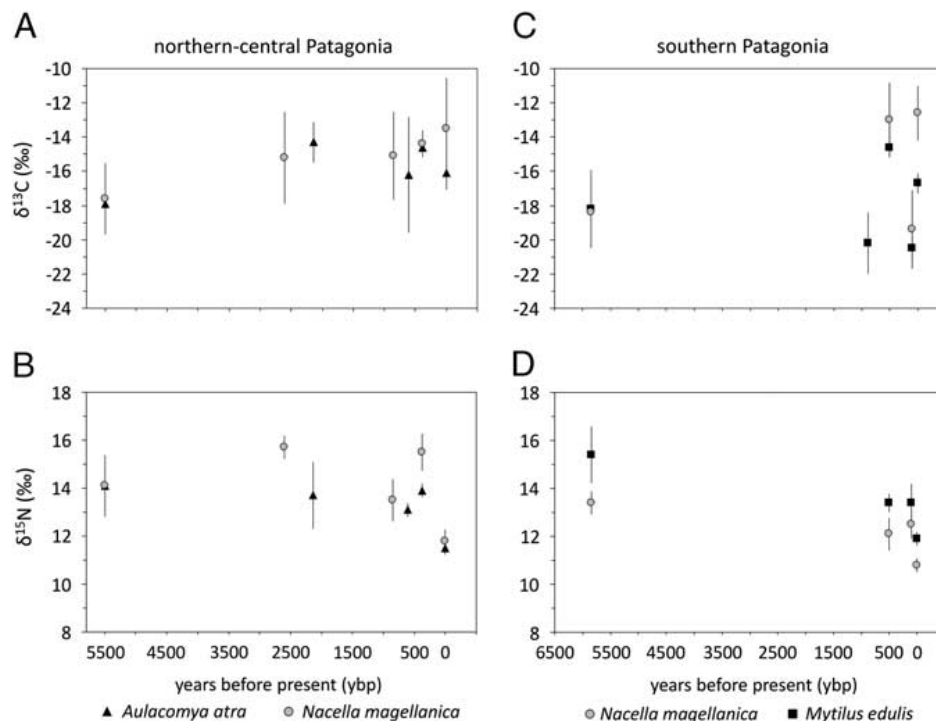 A
northern-central Patagonia
-10
-12
-14
-16
-18
-20
-22
-24
δ¹³C (‰)
B
18
16
14
12
10
8
δ¹⁵N (‰)
5500 4500 3500 2500 1500 500 0
years before present (ybp)
▲ Aulacomya atra Nacella magellanica
C
southern Patagonia
-10
-12
-14
-16
-18
-20
-22
-24
D
18
16
14
12
10
8
6500 5500 4500 3500 2500 1500 500 0
years before present (ybp)
Nacella magellanica ■ Mytilus edulis